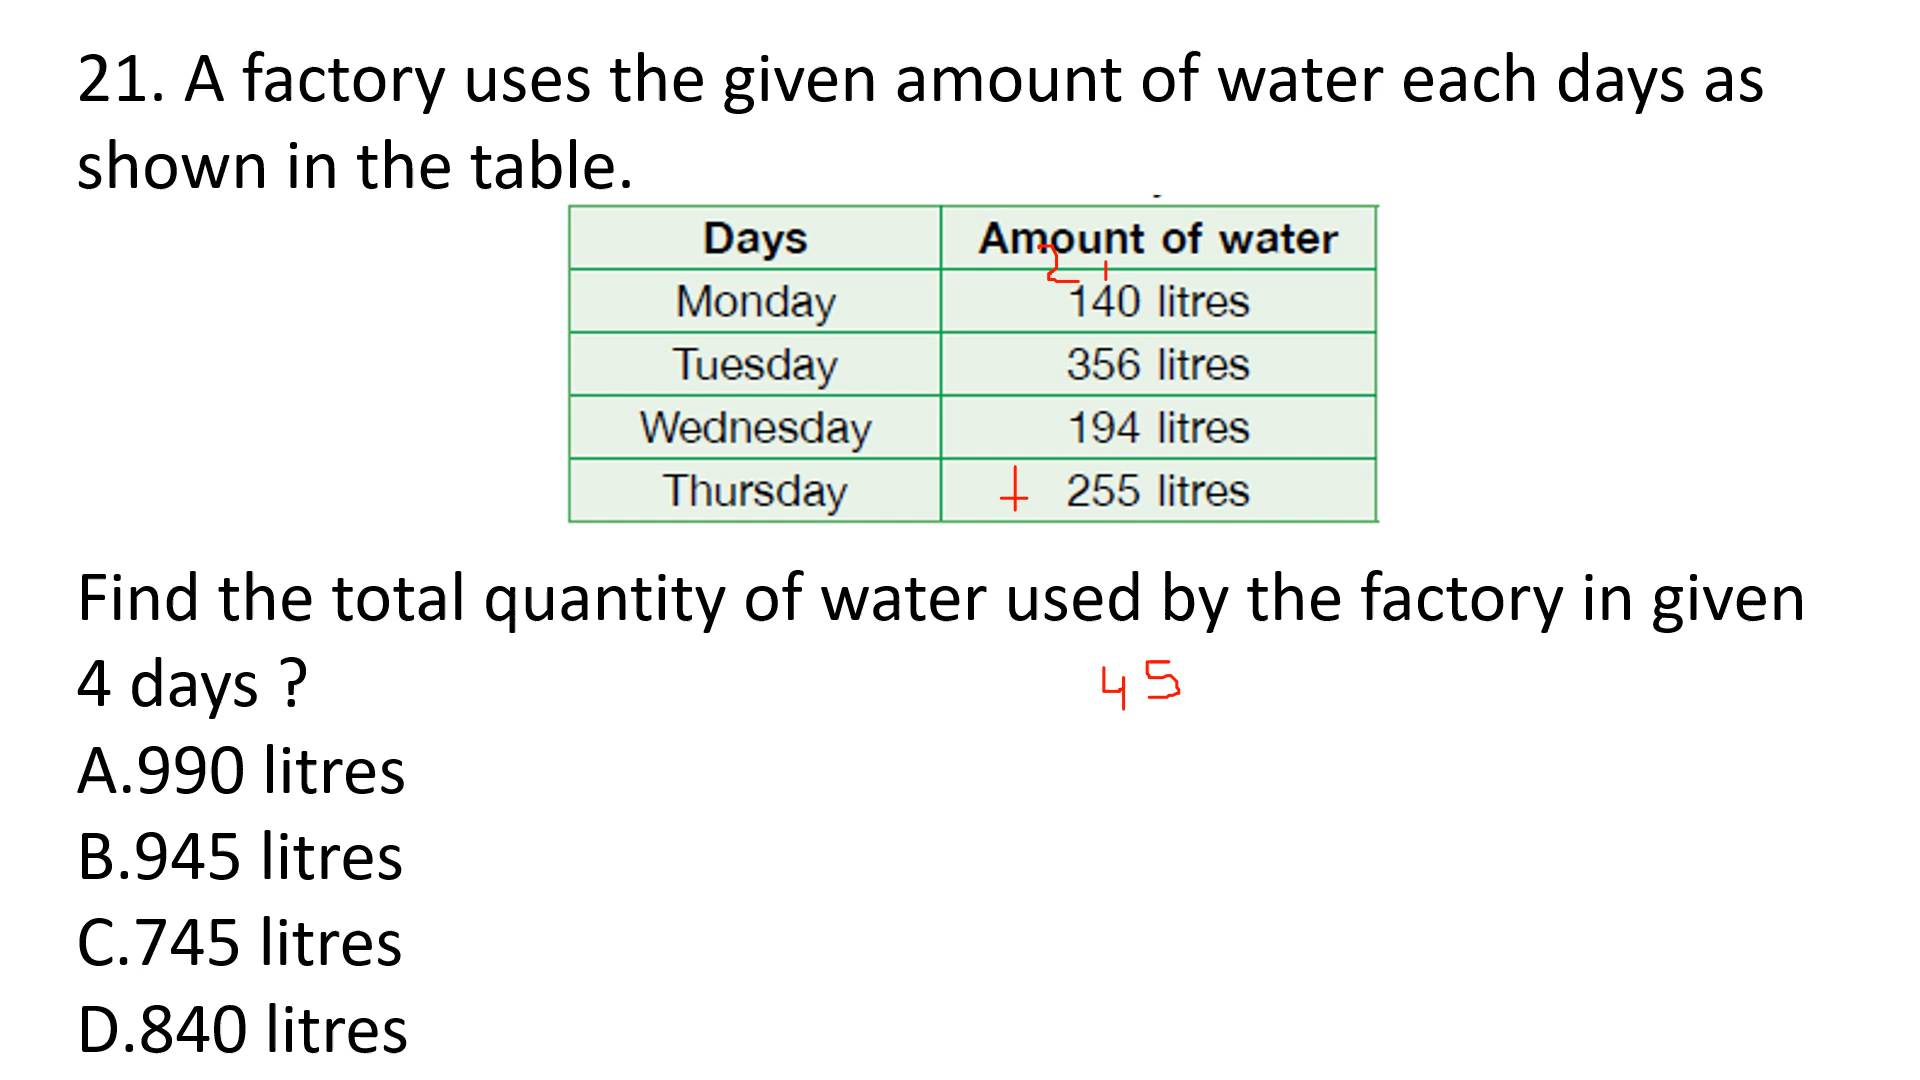 21. A factory uses the given amount of water each days as
shown in the table.
Days Amount of water
2 1
Monday 140 litres
Tuesday 356 litres
Wednesday 194 litres
Thursday + 255 litres
Find the total quantity of water used by the factory in given
4 days ?
45
A.990 litres
B.945 litres
C.745 litres
D.840 litres